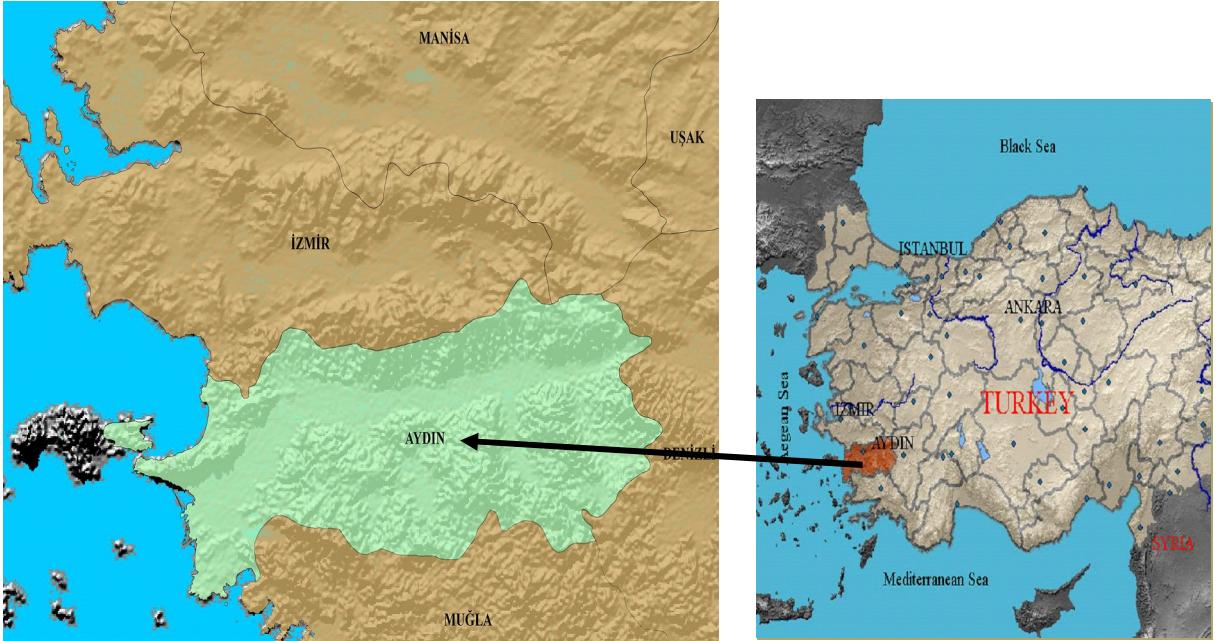 MANİSA
UŞAK
İZMİR
AYDIN
DENİZLİ
MUĞLA
Black Sea
ISTANBUL
ANKARA
Aegean Sea
TURKEY
IZMIR
AYDIN
SYRIA
Mediterranean Sea